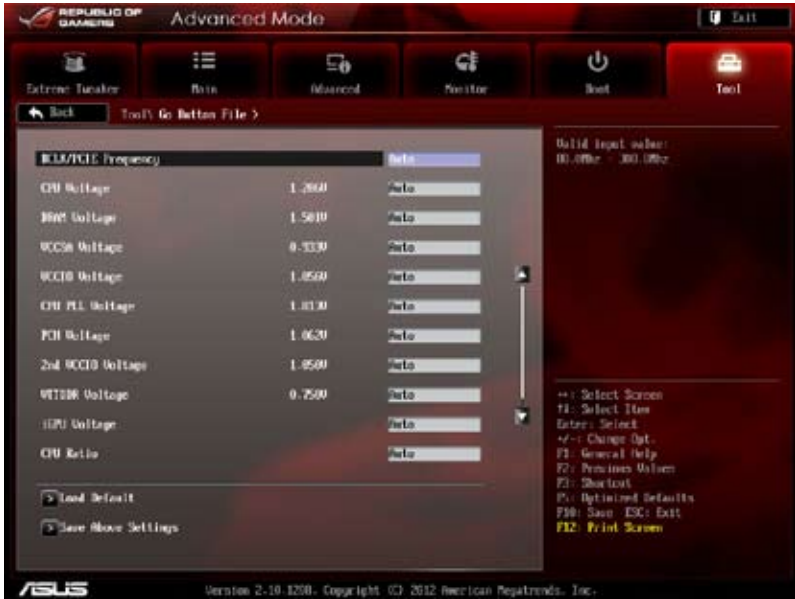 REPUBLIC OF GAMERS
Advanced Mode
Exit
Extreme Tweaker
Main
Advanced
Monitor
Boot
Tool
Back
Tool\ Go Button File >
BCLK/PCIE Frequency Auto
CPU Voltage 1.286V Auto
DRAM Voltage 1.501V Auto
VCCSA Voltage 0.933V Auto
VCCIO Voltage 1.056V Auto
CPU PLL Voltage 1.813V Auto
PCH Voltage 1.062V Auto
2nd VCCIO Voltage 1.050V Auto
VTTDDR Voltage 0.750V Auto
iGPU Voltage Auto
CPU Ratio Auto
> Load Default
> Save Above Settings
Valid input value:
80.0Mhz - 300.0Mhz
→←: Select Screen
↑↓: Select Item
Enter: Select
+/-: Change Opt.
F1: General Help
F2: Previous Values
F3: Shortcut
F5: Optimized Defaults
F10: Save ESC: Exit
F12: Print Screen
ASUS
Version 2.10.1208. Copyright (C) 2012 American Megatrends, Inc.